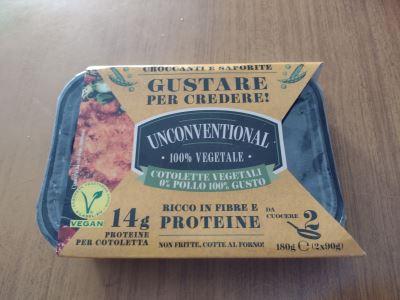 CROCCANTI E SAPORITE
GUSTARE
PER CREDERE!
UNCONVENTIONAL
100% VEGETALE
COTOLETTE VEGETALI
0% POLLO 100% GUSTO
VEGAN
14g
PROTEINE
PER COTOLETTA
RICCO IN FIBRE E
PROTEINE
NON FRITTE, COTTE AL FORNO!
DA
CUOCERE
2
180g e (2x90g)